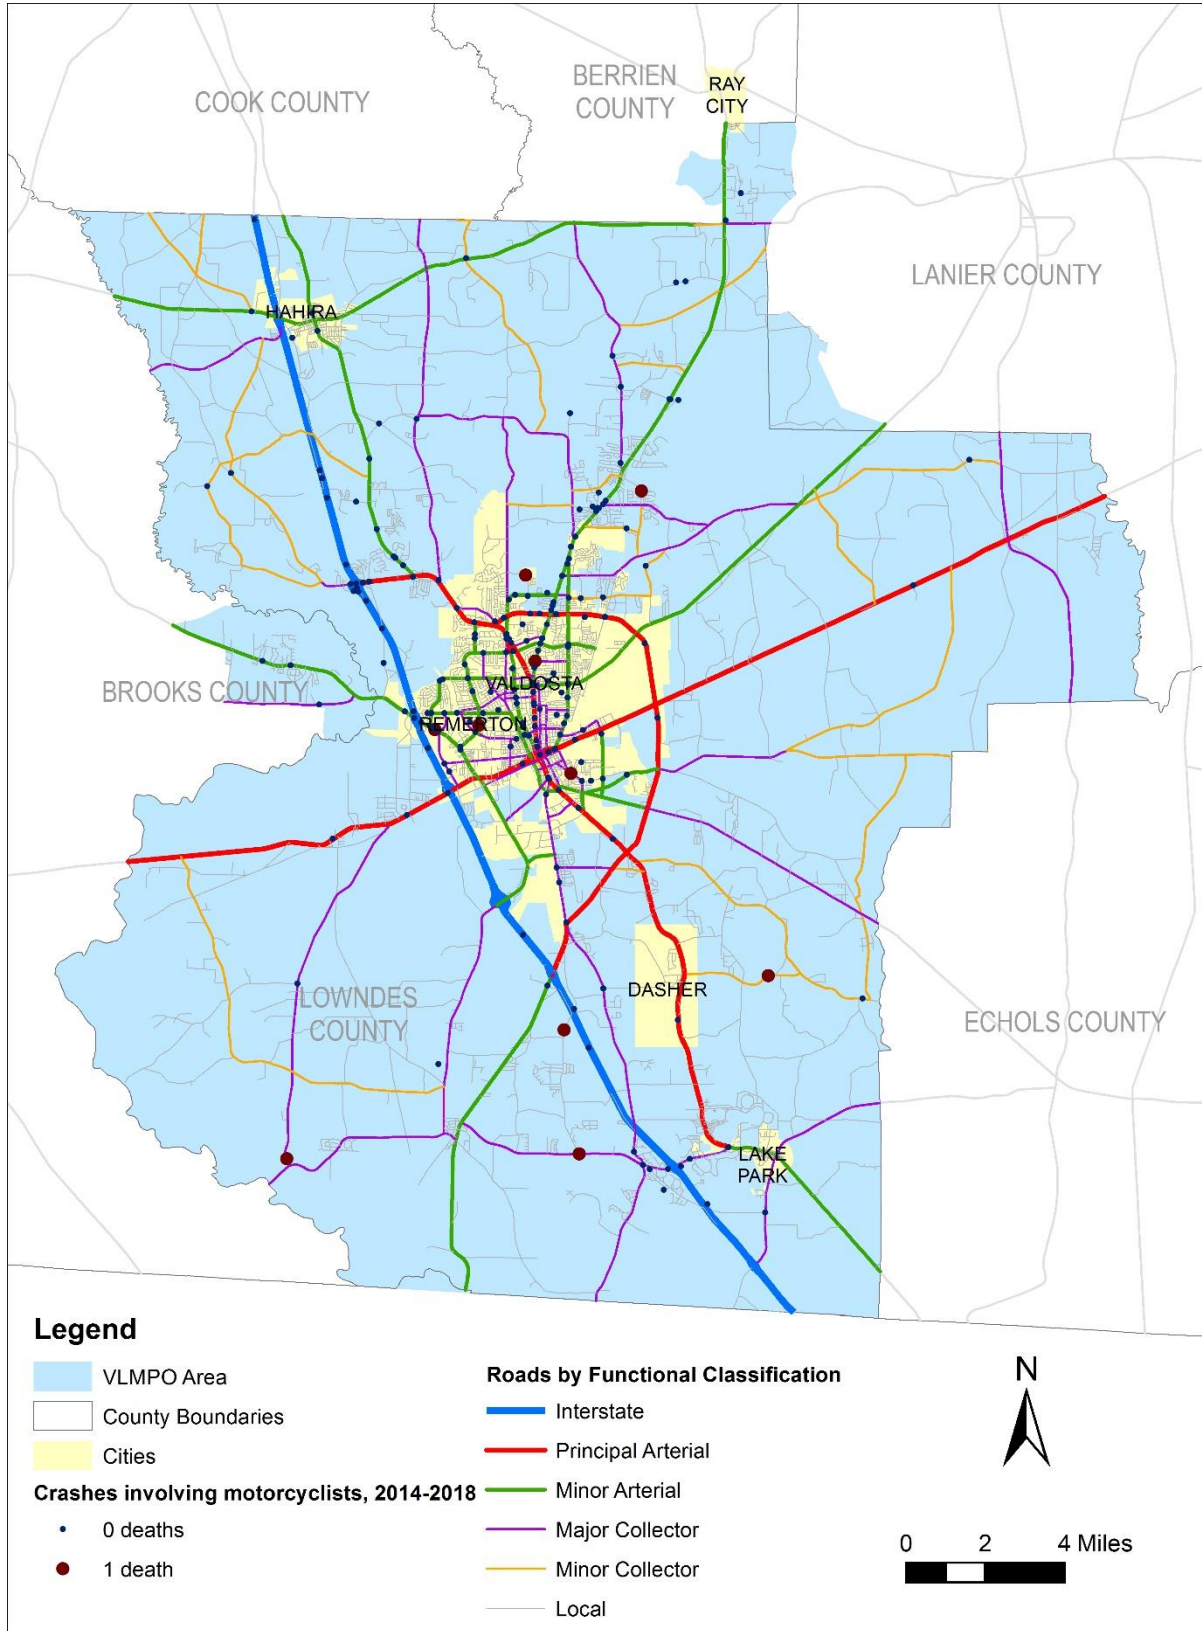 BERRIEN
COUNTY
RAY
CITY
COOK COUNTY
LANIER COUNTY
HAHIRA
BROOKS COUNTY
VALDOSTA
REMERTON
DASHER
LOWNDES
COUNTY
ECHOLS COUNTY
LAKE
PARK
Legend
VLMPO Area
County Boundaries
Cities
Crashes involving motorcyclists, 2014-2018
0 deaths
1 death
Roads by Functional Classification
Interstate
Principal Arterial
Minor Arterial
Major Collector
Minor Collector
Local
N
0 2 4 Miles